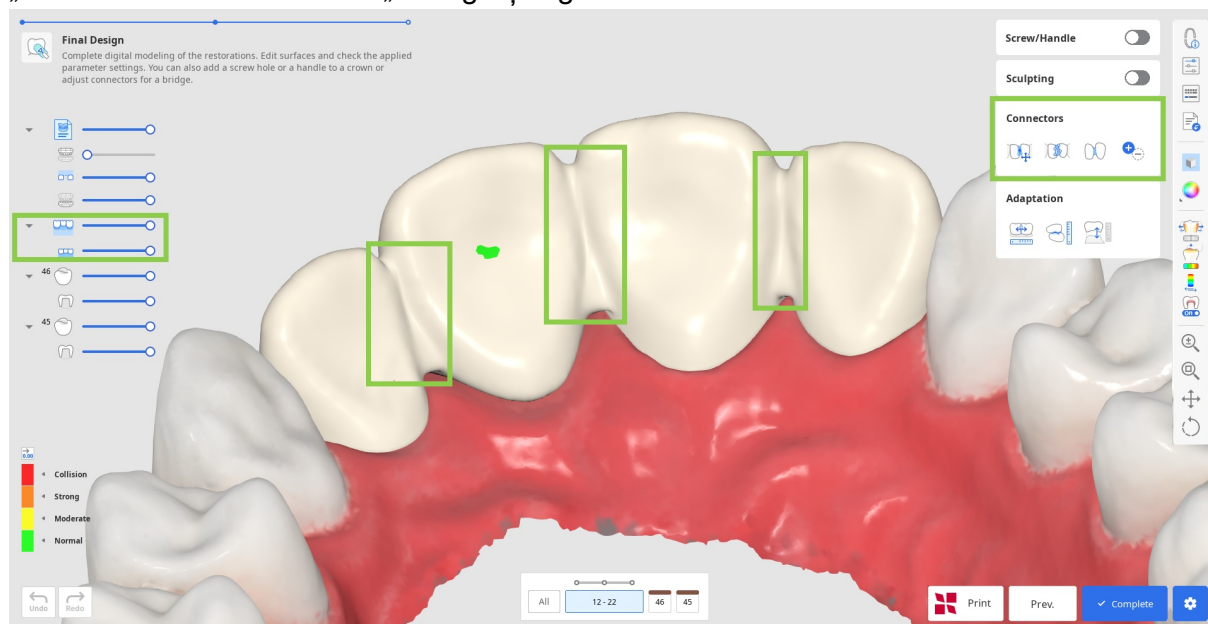 Final Design
Complete digital modeling of the restorations. Edit surfaces and check the applied
parameter settings. You can also add a screw hole or a handle to a crown or
adjust connectors for a bridge.
Screw/Handle
Sculpting
Connectors
Adaptation
46
45
0.00
Collision
Strong
Moderate
Normal
Undo
Redo
All
12 - 22
46
45
Print
Prev.
Complete